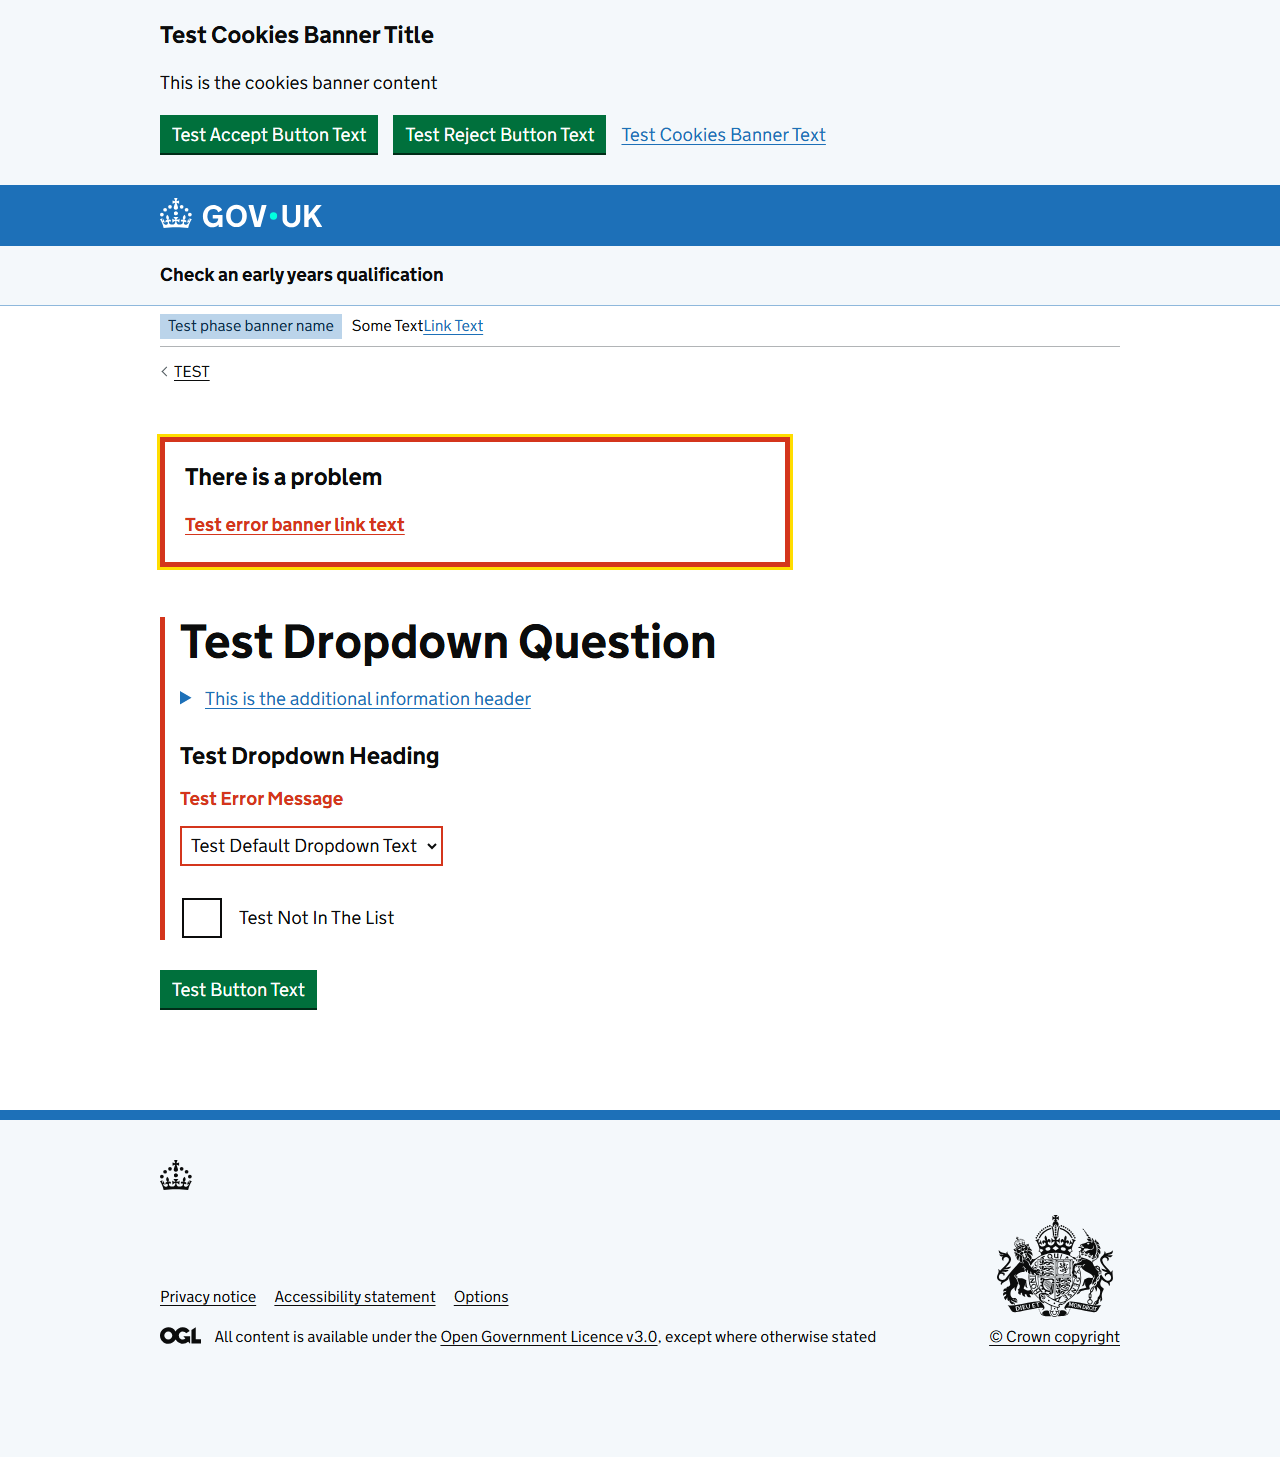 Test Cookies Banner Title
This is the cookies banner content
Test Accept Button Text Test Reject Button Text Test Cookies Banner Text
GOV·UK
Check an early years qualification
Test phase banner name Some TextLink Text
TEST
There is a problem
Test error banner link text
Test Dropdown Question
This is the additional information header
Test Dropdown Heading
Test Error Message
Test Default Dropdown Text
Test Not In The List
Test Button Text
Privacy notice Accessibility statement Options
OGL All content is available under the Open Government Licence v3.0, except where otherwise stated
DIEU ET MON DROIT
© Crown copyright